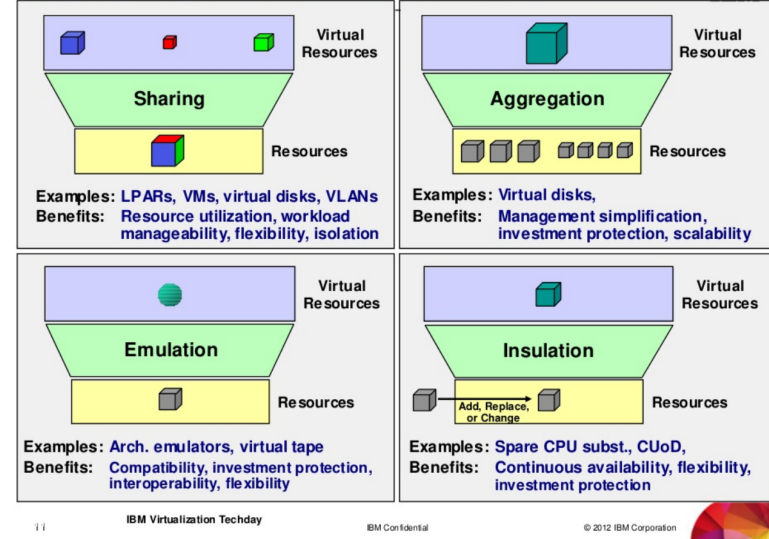 Virtual
Resources
Sharing
Resources
Examples: LPARs, VMs, virtual disks, VLANs
Benefits: Resource utilization, workload
manageability, flexibility, isolation
Virtual
Resources
Aggregation
Resources
Examples: Virtual disks,
Benefits: Management simplification,
investment protection, scalability
Virtual
Resources
Emulation
Resources
Examples: Arch. emulators, virtual tape
Benefits: Compatibility, investment protection,
interoperability, flexibility
Virtual
Resources
Insulation
Add, Replace,
or Change
Resources
Examples: Spare CPU subst., CUoD,
Benefits: Continuous availability, flexibility,
investment protection
IBM Virtualization Techday
IBM Confidential
© 2012 IBM Corporation